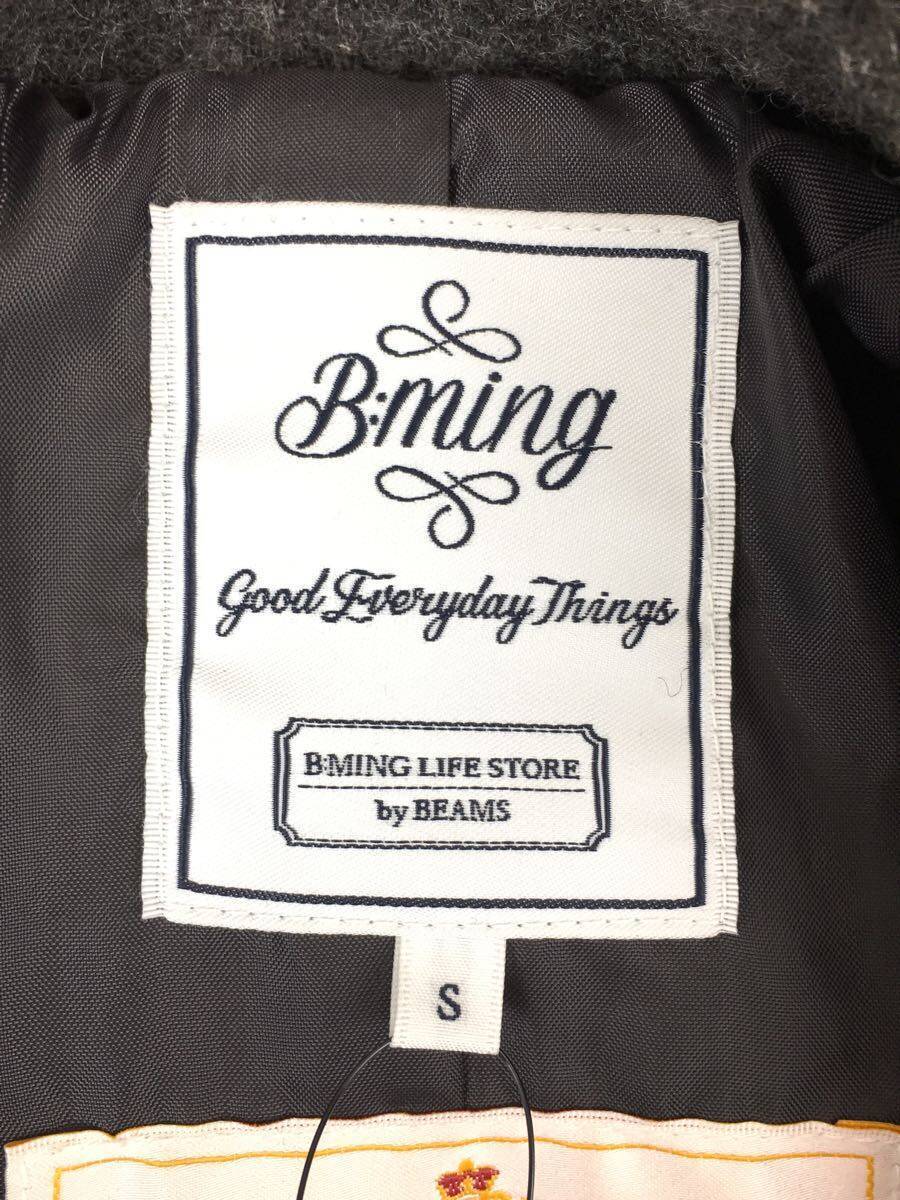 B:ming
Good Everyday Things
B:MING LIFE STORE
by BEAMS
S